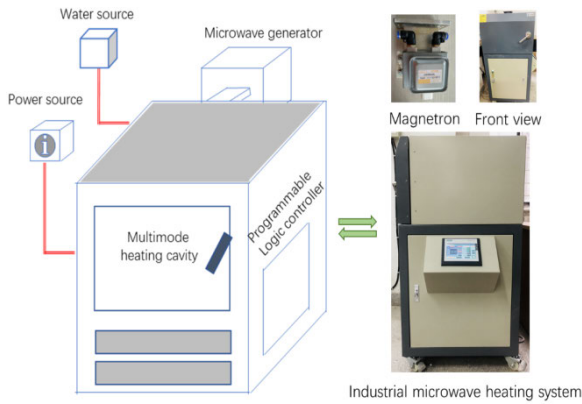 Water source
Microwave generator
Power source
i
Magnetron
Front view
Multimode
heating cavity
Programmable
Logic controller
Industrial microwave heating system